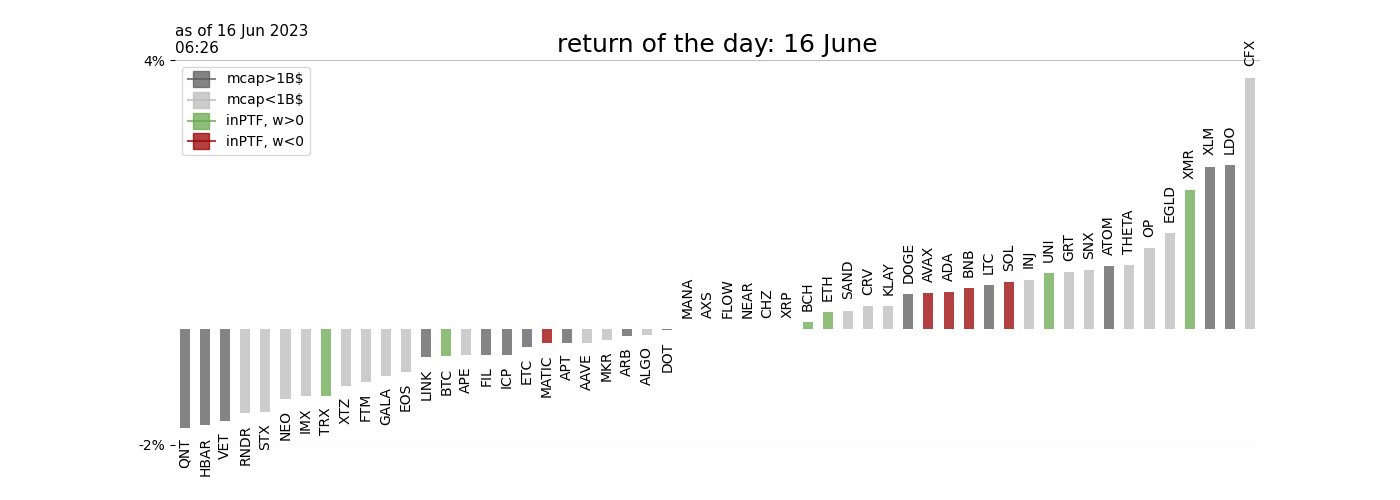 as of 16 Jun 2023
06:26
return of the day: 16 June
4%
mcap>1B$
mcap<1B$
inPTF, w>0
inPTF, w<0
-2%
QNT
HBAR
VET
RNDR
STX
NEO
IMX
TRX
XTZ
FTM
GALA
EOS
LINK
BTC
APE
FIL
ICP
ETC
MATIC
APT
AAVE
MKR
ARB
ALGO
DOT
MANA
AXS
FLOW
NEAR
CHZ
XRP
BCH
ETH
SAND
CRV
KLAY
DOGE
AVAX
ADA
BNB
LTC
SOL
INJ
UNI
GRT
SNX
ATOM
THETA
OP
EGLD
XMR
XLM
LDO
CFX